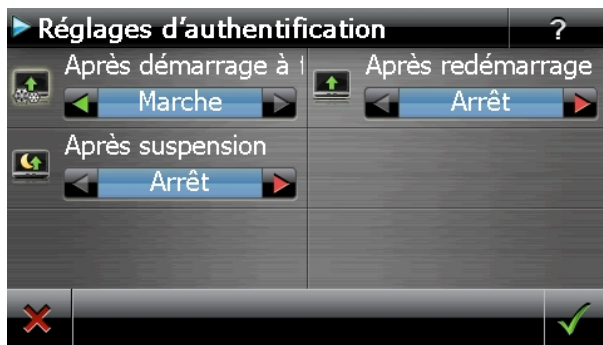 Réglages d'authentification ?
Après démarrage à
Marche
Après redémarrage
Arrêt
Après suspension
Arrêt